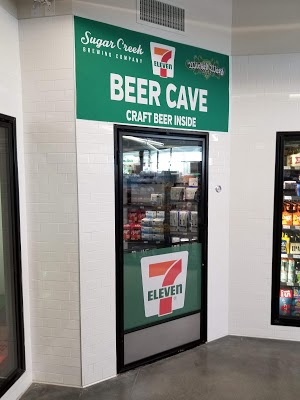 Sugar Creek
BREWING COMPANY
7
ELEVEN
BEER CAVE
CRAFT BEER INSIDE
7
ELEVEN